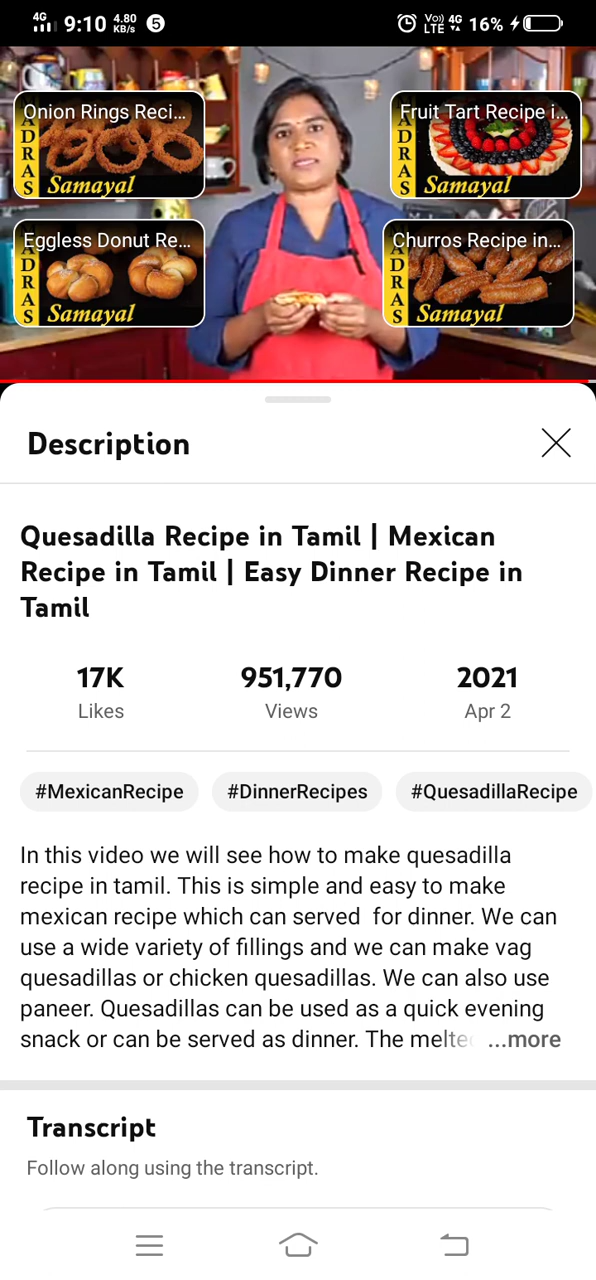 4G 9:10 4.80 KB/s 5 Vo)) LTE 4G 16%
Onion Rings Reci...
ADRAS
Samayal
Fruit Tart Recipe i...
ADRAS
Samayal
Eggless Donut Re...
ADRAS
Samayal
Churros Recipe in...
ADRAS
Samayal
Description
Quesadilla Recipe in Tamil | Mexican
Recipe in Tamil | Easy Dinner Recipe in
Tamil
17K 951,770 2021
Likes Views Apr 2
#MexicanRecipe #DinnerRecipes #QuesadillaRecipe
In this video we will see how to make quesadilla
recipe in tamil. This is simple and easy to make
mexican recipe which can served  for dinner. We can
use a wide variety of fillings and we can make vag
quesadillas or chicken quesadillas. We can also use
paneer. Quesadillas can be used as a quick evening
snack or can be served as dinner. The melted ...more
Transcript
Follow along using the transcript.